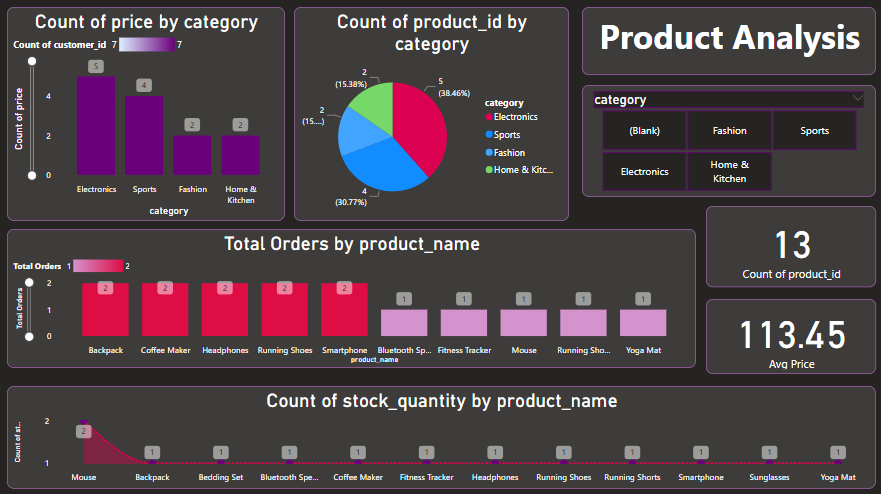 Count of price by category
Count of customer_id 7 7
5
4
2
2
Count of price
4
2
0
Electronics
Sports
Fashion
Home &
Kitchen
category
Count of product_id by
category
2
(15.38%)
5
(38.46%)
2
(15....)
4
(30.77%)
category
Electronics
Sports
Fashion
Home & Kitc...
Product Analysis
category
(Blank)
Fashion
Sports
Electronics
Home &
Kitchen
13
Count of product_id
113.45
Avg Price
Total Orders by product_name
Total Orders 1 2
Total Orders
2
1
0
2 2 2 2 2 1 1 1 1 1
Backpack Coffee Maker Headphones Running Shoes Smartphone Bluetooth Sp... Fitness Tracker Mouse Running Sho... Yoga Mat
product_name
Count of stock_quantity by product_name
Count of st...
2
1
2 1 1 1 1 1 1 1 1 1 1 1
Mouse Backpack Bedding Set Bluetooth Spe... Coffee Maker Fitness Tracker Headphones Running Shoes Running Shorts Smartphone Sunglasses Yoga Mat